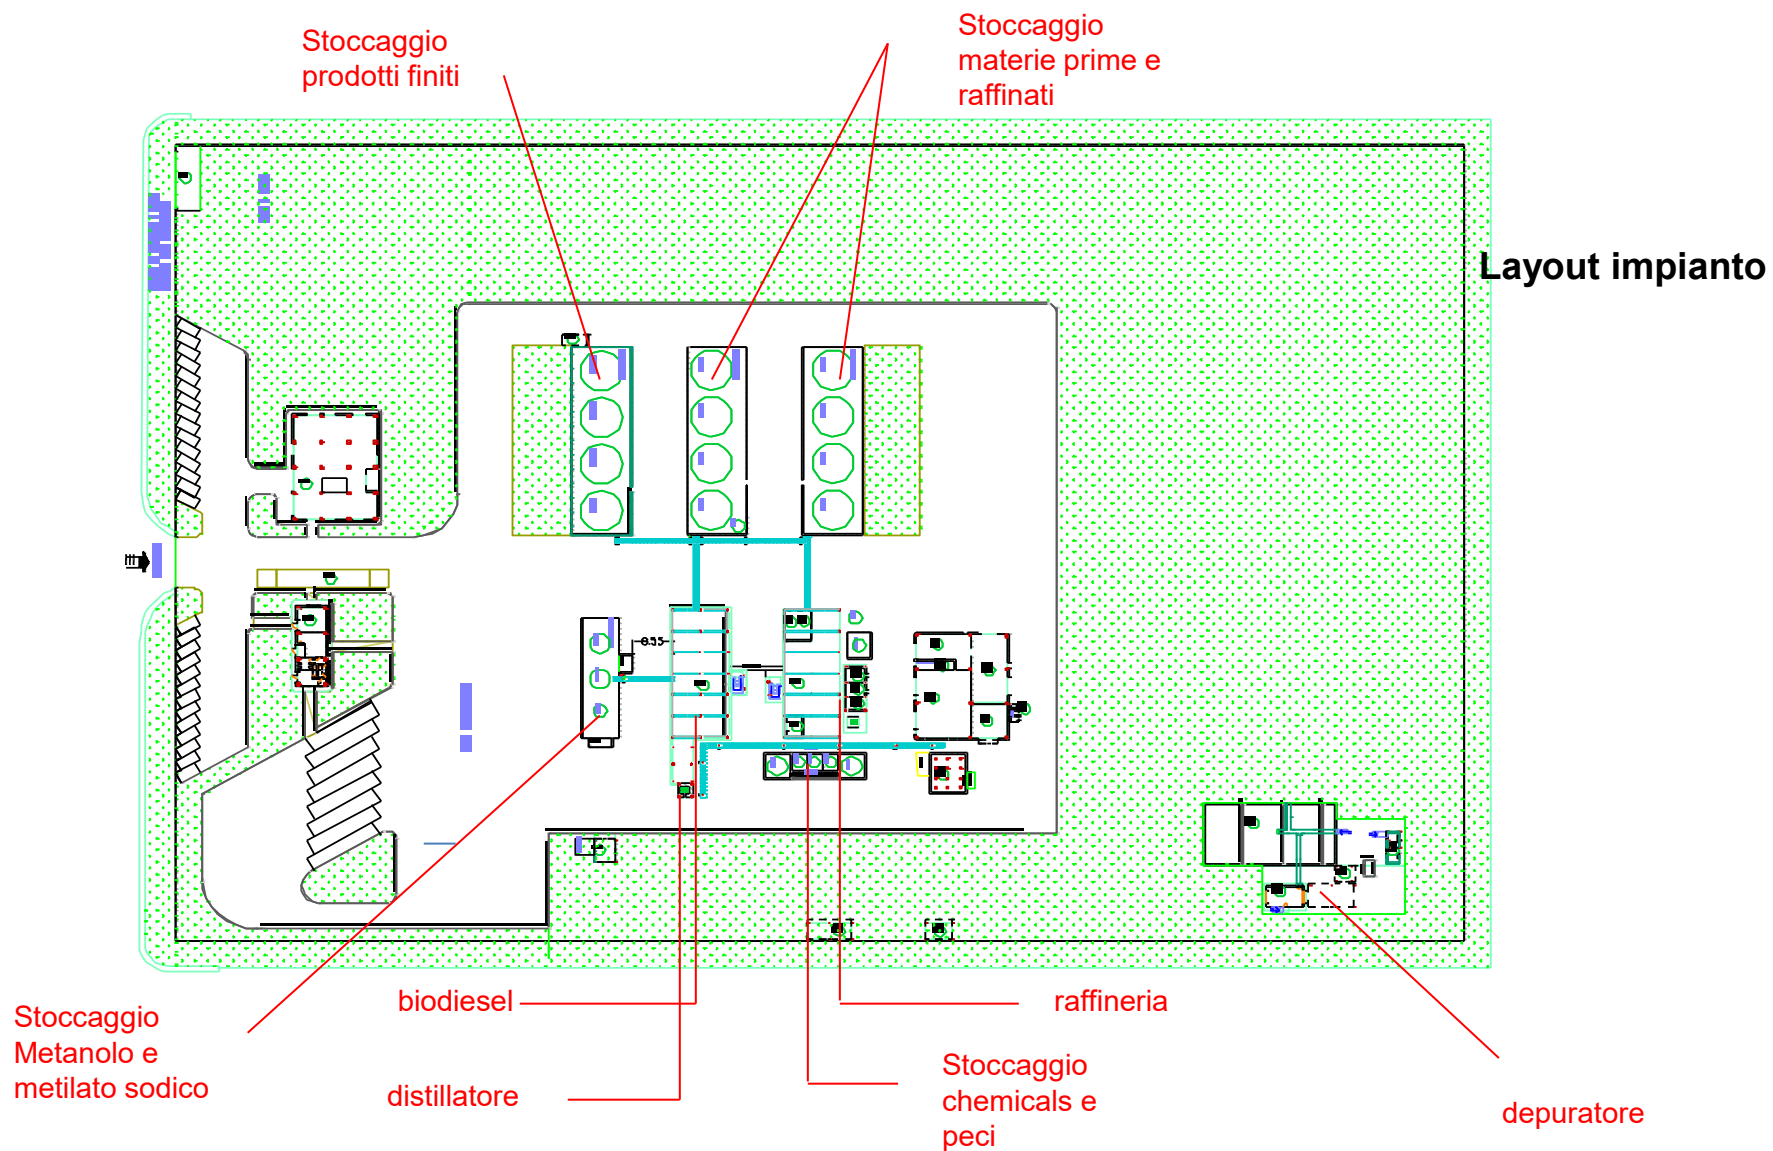 Stoccaggio
prodotti finiti
Stoccaggio
materie prime e
raffinati
Layout impianto
Stoccaggio
Metanolo e
metilato sodico
biodiesel
distillatore
raffineria
Stoccaggio
chemicals e
peci
depuratore